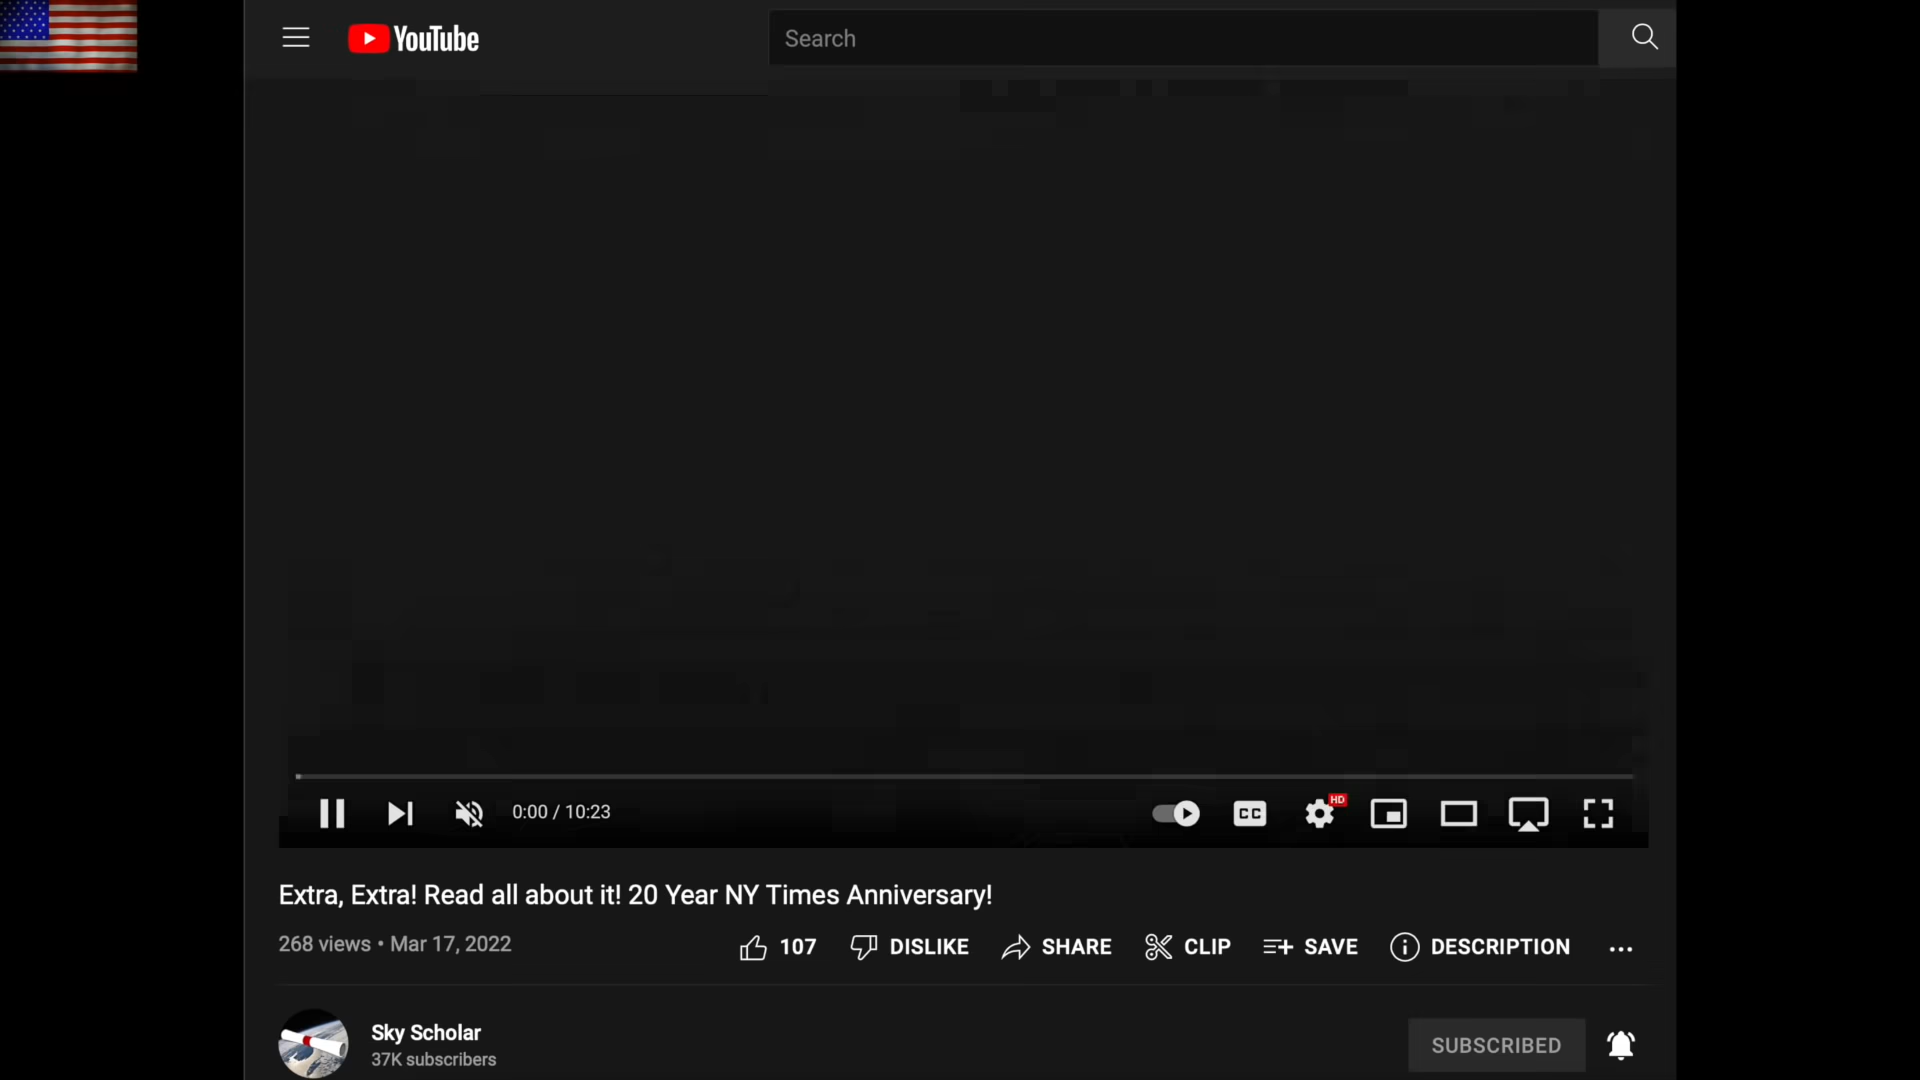 YouTube
Search
0:00 / 10:23
CC
HD
Extra, Extra! Read all about it! 20 Year NY Times Anniversary!
268 views • Mar 17, 2022
107 DISLIKE SHARE CLIP SAVE DESCRIPTION
Sky Scholar
37K subscribers
SUBSCRIBED